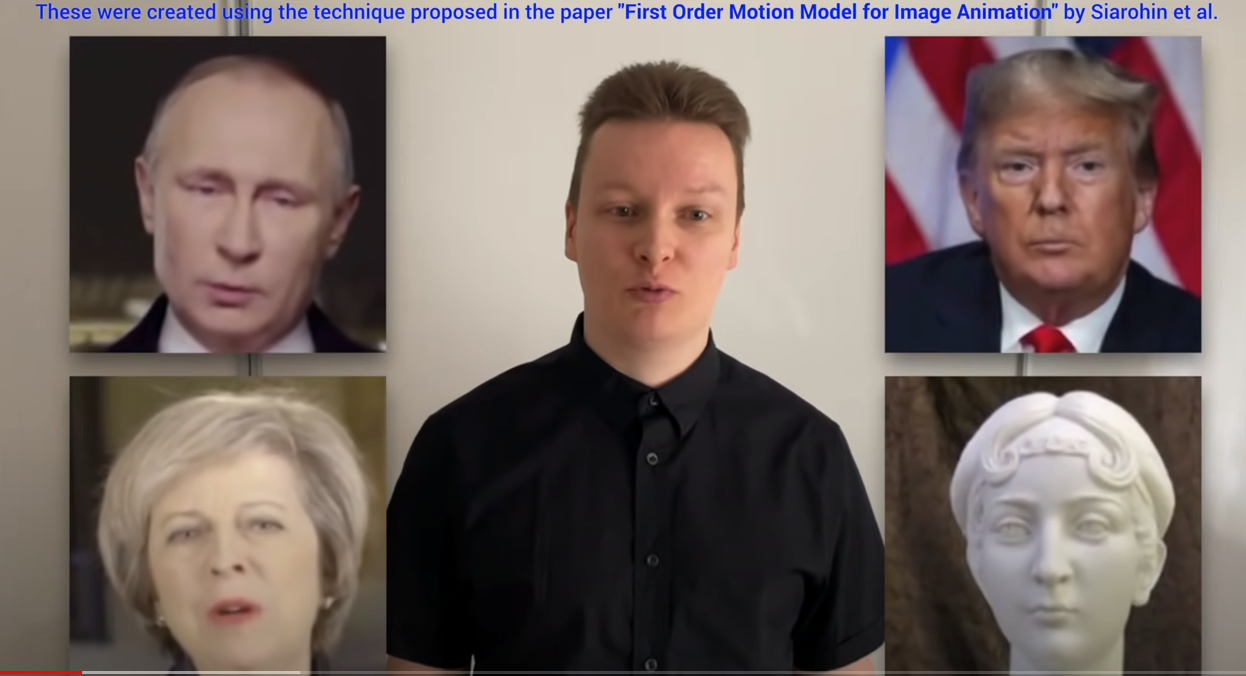 These were created using the technique proposed in the paper "First Order Motion Model for Image Animation" by Siarohin et al.